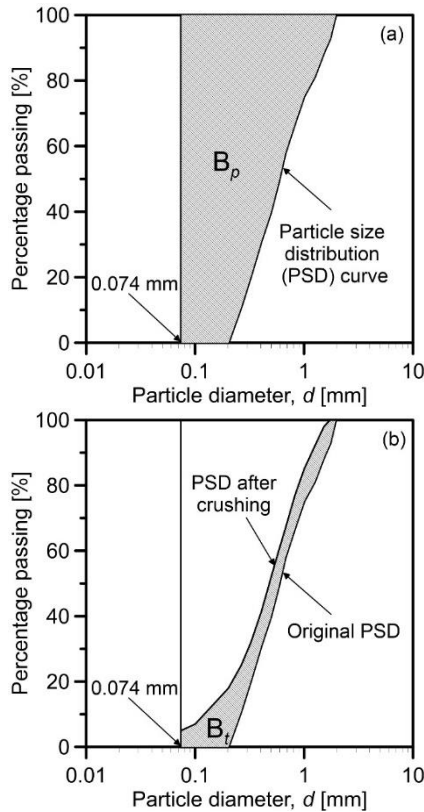 (a)
Percentage passing [%]
100
80
60
40
20
0
B_p
Particle size
distribution
(PSD) curve
0.074 mm
0.01
0.1
1
10
Particle diameter, d [mm]
(b)
Percentage passing [%]
100
80
60
40
20
0
PSD after
crushing
Original PSD
0.074 mm
B_t
0.01
0.1
1
10
Particle diameter, d [mm]